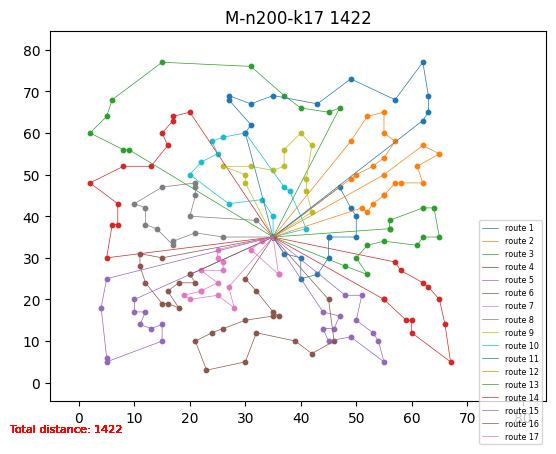 M-n200-k17 1422
80
70
60
50
40
30
20
10
0
0
10
20
30
40
50
60
70
80
route 1
route 2
route 3
route 4
route 5
route 6
route 7
route 8
route 9
route 10
route 11
route 12
route 13
route 14
route 15
route 16
route 17
Total distance: 1422